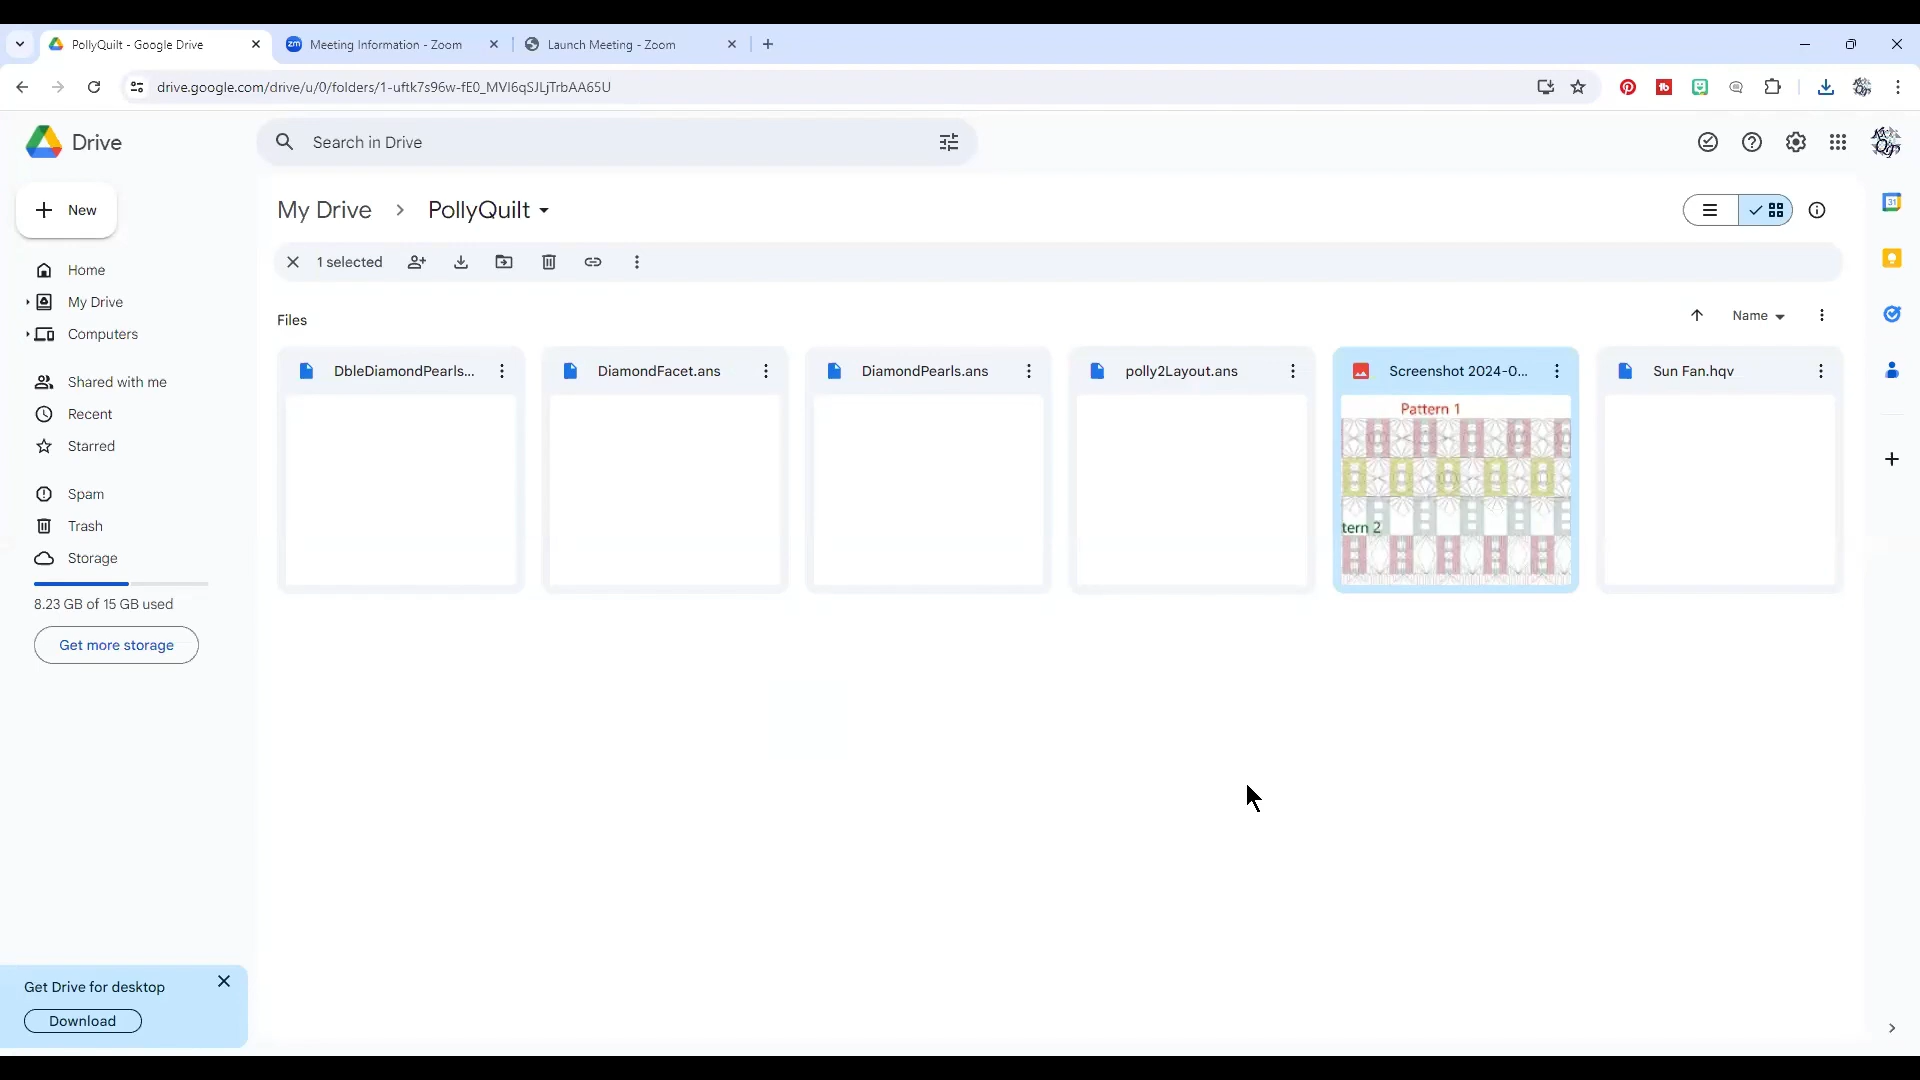 PollyQuilt - Google Drive
zm
Meeting Information - Zoom
Launch Meeting - Zoom
drive.google.com/drive/u/0/folders/1-uftk7s96w-fE0_MVI6qSJLjTrbAA65U
Drive
Search in Drive
New
My Drive
PollyQuilt
1 selected
Home
My Drive
Computers
Shared with me
Recent
Starred
Spam
Trash
Storage
8.23 GB of 15 GB used
Get more storage
Files
Name
DbleDiamondPearls...
DiamondFacet.ans
DiamondPearls.ans
polly2Layout.ans
Screenshot 2024-0...
Sun Fan.hqv
Pattern 1
tern 2
31
Get Drive for desktop
Download